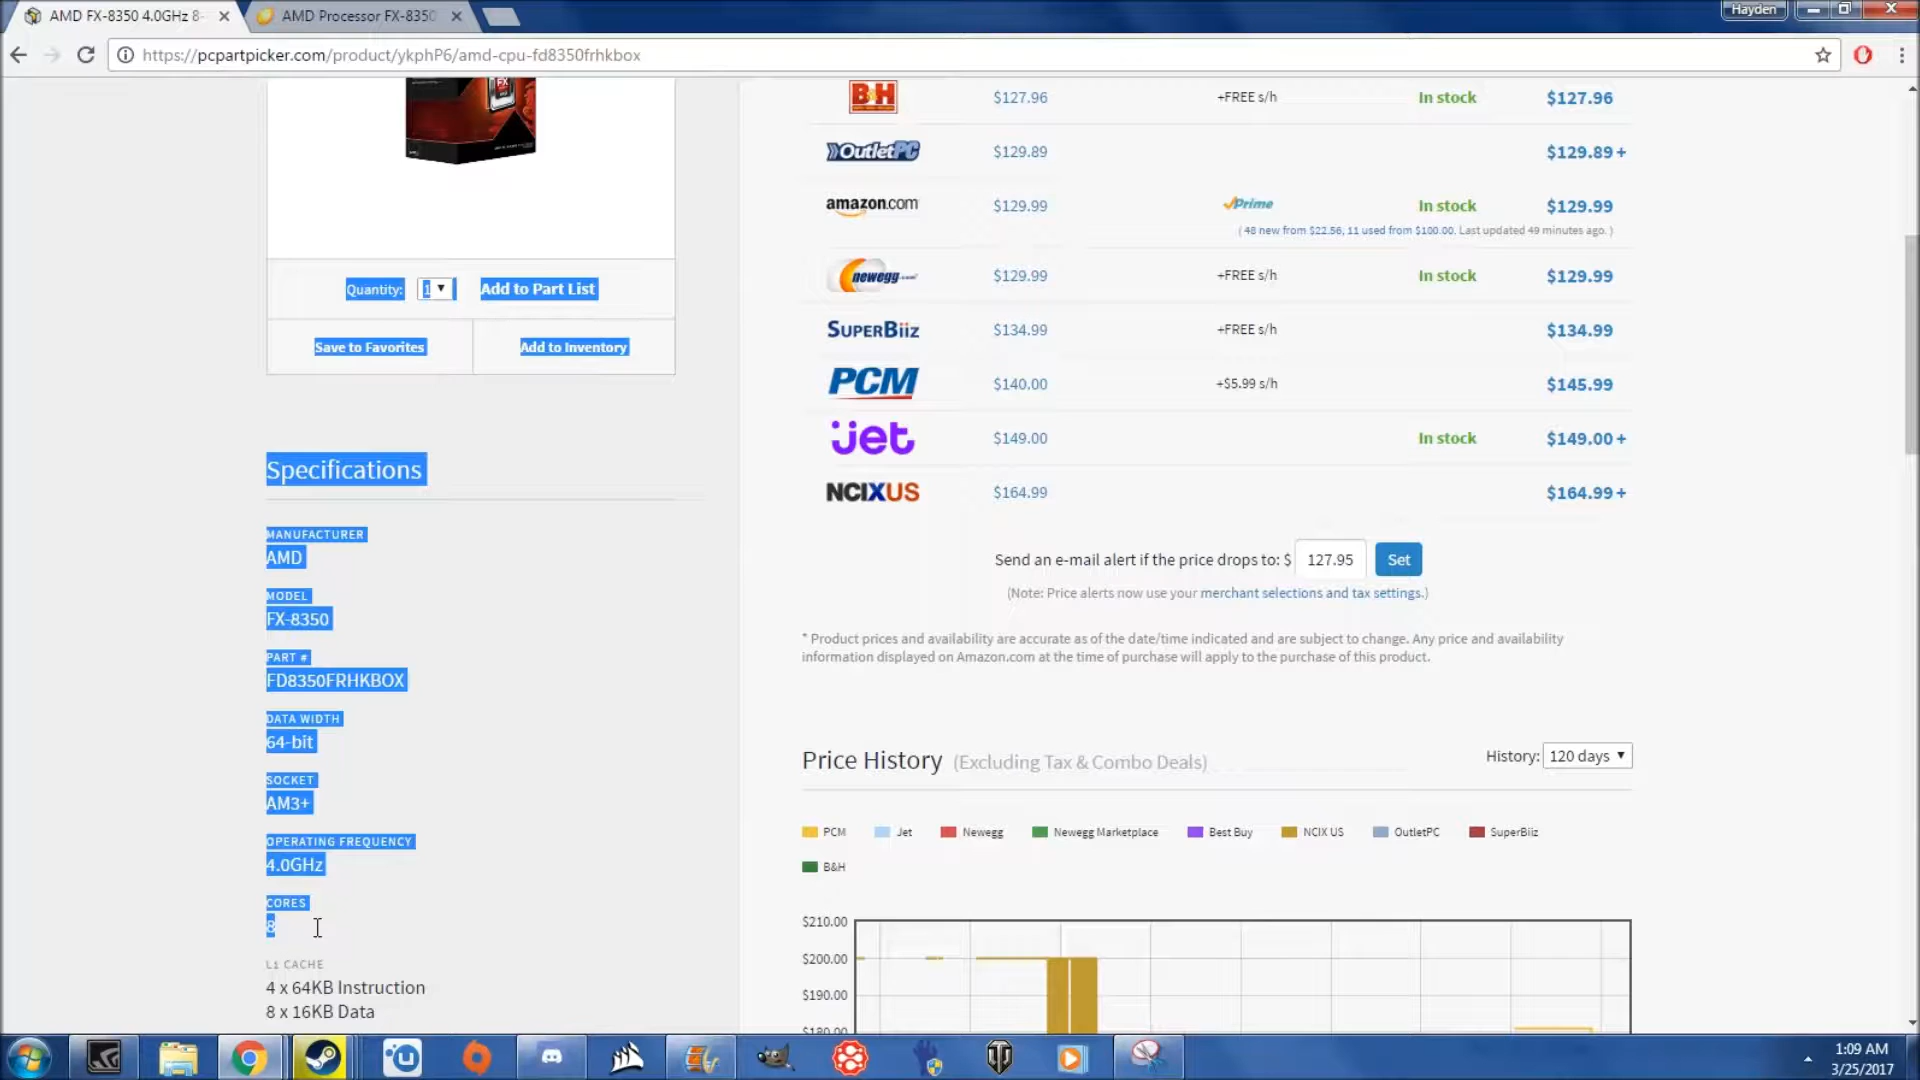 AMD FX-8350 4.0GHz 8-
AMD Processor FX-8350
Hayden
https://pcpartpicker.com/product/ykphP6/amd-cpu-fd8350frhkbox
FX
Quantity: 1 Add to Part List
Save to Favorites Add to Inventory
Specifications
MANUFACTURER
AMD
MODEL
FX-8350
PART #
FD8350FRHKBOX
DATA WIDTH
64-bit
SOCKET
AM3+
OPERATING FREQUENCY
4.0GHz
CORES
8
L1 CACHE
4 x 64KB Instruction
8 x 16KB Data
B&H $127.96 +FREE s/h In stock $127.96
OutletPC $129.89 $129.89 +
amazon.com $129.99 Prime In stock $129.99
( 48 new from $22.56, 11 used from $100.00. Last updated 49 minutes ago. )
newegg.com $129.99 +FREE s/h In stock $129.99
SUPERBiiz $134.99 +FREE s/h $134.99
PCM $140.00 +$5.99 s/h $145.99
jet $149.00 In stock $149.00 +
NCIXUS $164.99 $164.99 +
Send an e-mail alert if the price drops to: $ 127.95 Set
(Note: Price alerts now use your merchant selections and tax settings.)
* Product prices and availability are accurate as of the date/time indicated and are subject to change. Any price and availability
information displayed on Amazon.com at the time of purchase will apply to the purchase of this product.
Price History (Excluding Tax & Combo Deals) History: 120 days
PCM Jet Newegg Newegg Marketplace Best Buy NCIX US OutletPC SuperBiiz
B&H
$210.00
$200.00
$190.00
$180.00
1:09 AM
3/25/2017